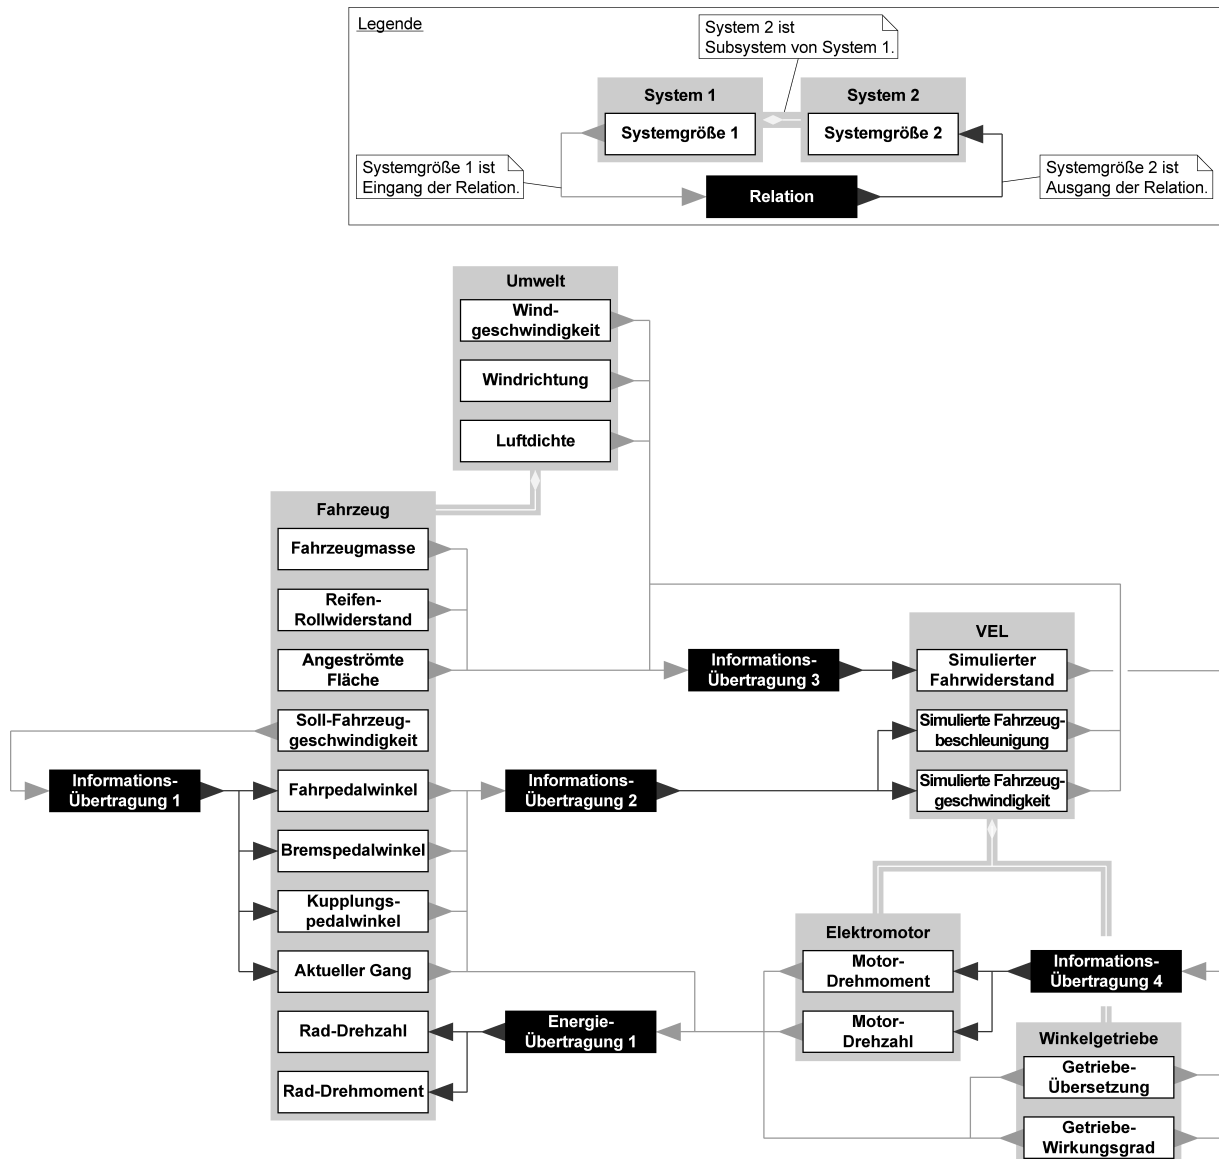 Legende
System 2 ist
Subsystem von System 1.
System 1
System 2
Systemgröße 1
Systemgröße 2
Systemgröße 1 ist
Eingang der Relation.
Systemgröße 2 ist
Ausgang der Relation.
Relation
Umwelt
Wind-
geschwindigkeit
Windrichtung
Luftdichte
Fahrzeug
Fahrzeugmasse
Reifen-
Rollwiderstand
Angeströmte
Fläche
Soll-Fahrzeug-
geschwindigkeit
Fahrpedalwinkel
Bremspedalwinkel
Kupplungs-
pedalwinkel
Aktueller Gang
Rad-Drehzahl
Rad-Drehmoment
Informations-
Übertragung 1
Informations-
Übertragung 2
Informations-
Übertragung 3
VEL
Simulierter
Fahrwiderstand
Simulierte Fahrzeug-
beschleunigung
Simulierte Fahrzeug-
geschwindigkeit
Elektromotor
Motor-
Drehmoment
Motor-
Drehzahl
Informations-
Übertragung 4
Energie-
Übertragung 1
Winkelgetriebe
Getriebe-
Übersetzung
Getriebe-
Wirkungsgrad